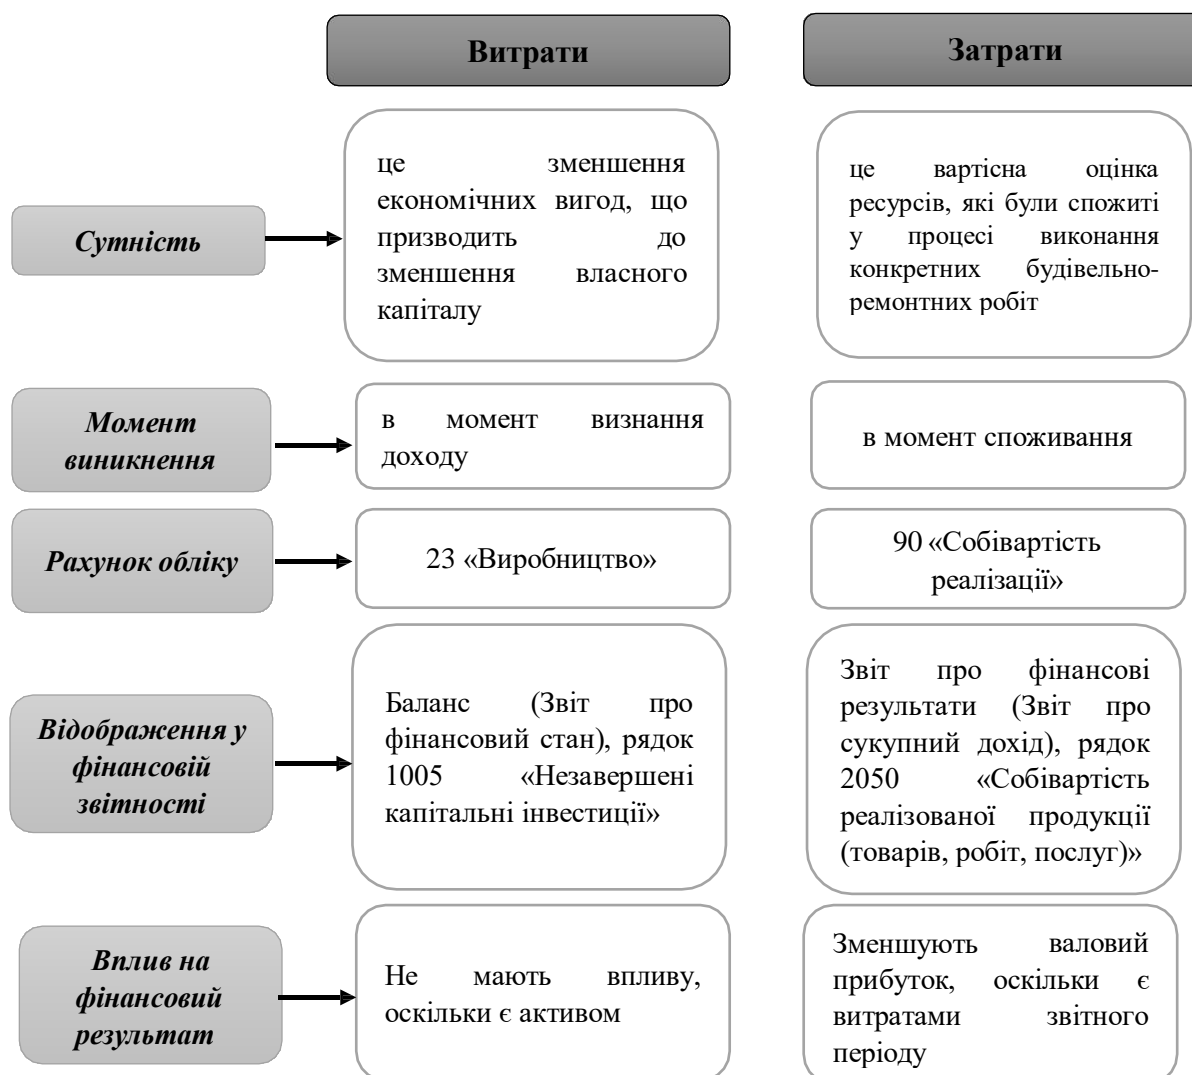 Витрати
Затрати
Сутність
це зменшення
економічних вигод, що
призводить до
зменшення власного
капіталу
це вартісна оцінка
ресурсів, які були спожиті
у процесі виконання
конкретних будівельно-
ремонтних робіт
Момент
виникнення
в момент визнання
доходу
в момент споживання
Рахунок обліку
23 «Виробництво»
90 «Собівартість
реалізації»
Відображення у
фінансовій
звітності
Баланс (Звіт про
фінансовий стан), рядок
1005 «Незавершені
капітальні інвестиції»
Звіт про фінансові
результати (Звіт про
сукупний дохід), рядок
2050 «Собівартість
реалізованої продукції
(товарів, робіт, послуг)»
Вплив на
фінансовий
результат
Не мають впливу,
оскільки є активом
Зменшують валовий
прибуток, оскільки є
витратами звітного
періоду